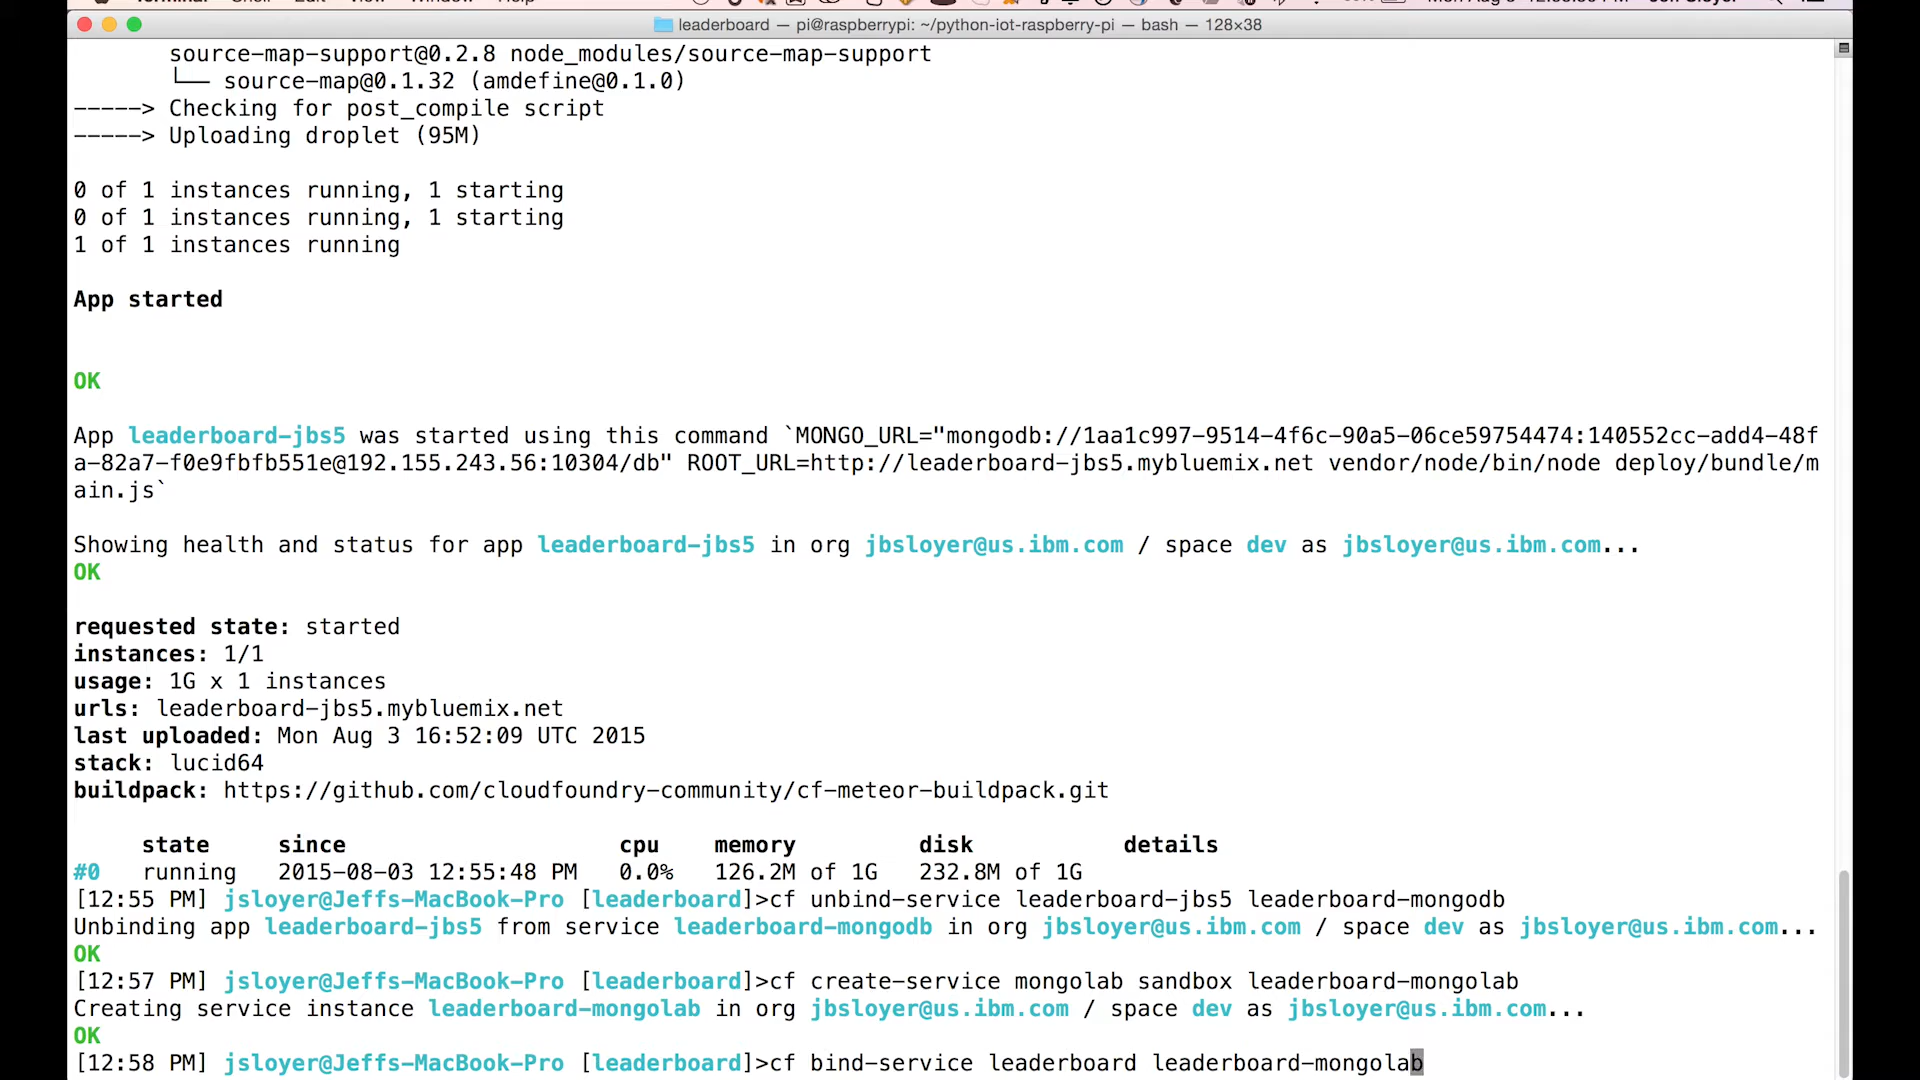 leaderboard — pi@raspberrypi: ~/python-iot-raspberry-pi — bash — 128×38
source-map-support@0.2.8 node_modules/source-map-support
└── source-map@0.1.32 (amdefine@0.1.0)
-----> Checking for post_compile script
-----> Uploading droplet (95M)
0 of 1 instances running, 1 starting
0 of 1 instances running, 1 starting
1 of 1 instances running
App started
OK
App leaderboard-jbs5 was started using this command `MONGO_URL="mongodb://1aa1c997-9514-4f6c-90a5-06ce59754474:140552cc-add4-48f
a-82a7-f0e9fbfb551e@192.155.243.56:10304/db" ROOT_URL=http://leaderboard-jbs5.mybluemix.net vendor/node/bin/node deploy/bundle/m
ain.js`
Showing health and status for app leaderboard-jbs5 in org jbsloyer@us.ibm.com / space dev as jbsloyer@us.ibm.com...
OK
requested state: started
instances: 1/1
usage: 1G x 1 instances
urls: leaderboard-jbs5.mybluemix.net
last uploaded: Mon Aug 3 16:52:09 UTC 2015
stack: lucid64
buildpack: https://github.com/cloudfoundry-community/cf-meteor-buildpack.git
state since cpu memory disk details
#0 running 2015-08-03 12:55:48 PM 0.0% 126.2M of 1G 232.8M of 1G
[12:55 PM] jsloyer@Jeffs-MacBook-Pro [leaderboard]>cf unbind-service leaderboard-jbs5 leaderboard-mongodb
Unbinding app leaderboard-jbs5 from service leaderboard-mongodb in org jbsloyer@us.ibm.com / space dev as jbsloyer@us.ibm.com...
OK
[12:57 PM] jsloyer@Jeffs-MacBook-Pro [leaderboard]>cf create-service mongolab sandbox leaderboard-mongolab
Creating service instance leaderboard-mongolab in org jbsloyer@us.ibm.com / space dev as jbsloyer@us.ibm.com...
OK
[12:58 PM] jsloyer@Jeffs-MacBook-Pro [leaderboard]>cf bind-service leaderboard leaderboard-mongolab